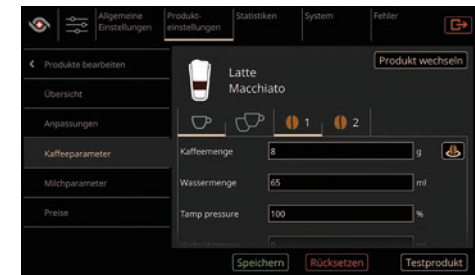 Allgemeine Einstellungen
Produkt-einstellungen
Statistiken
System
Fehler
Produkte bearbeiten
Produkt wechseln
Latte
Macchiato
Übersicht
Anpassungen
1
2
Kaffeeparameter
Kaffeemenge
8
g
Milchparameter
Wassermenge
65
ml
Preise
Tamp pressure
100
%
Speichern
Rücksetzen
Testprodukt